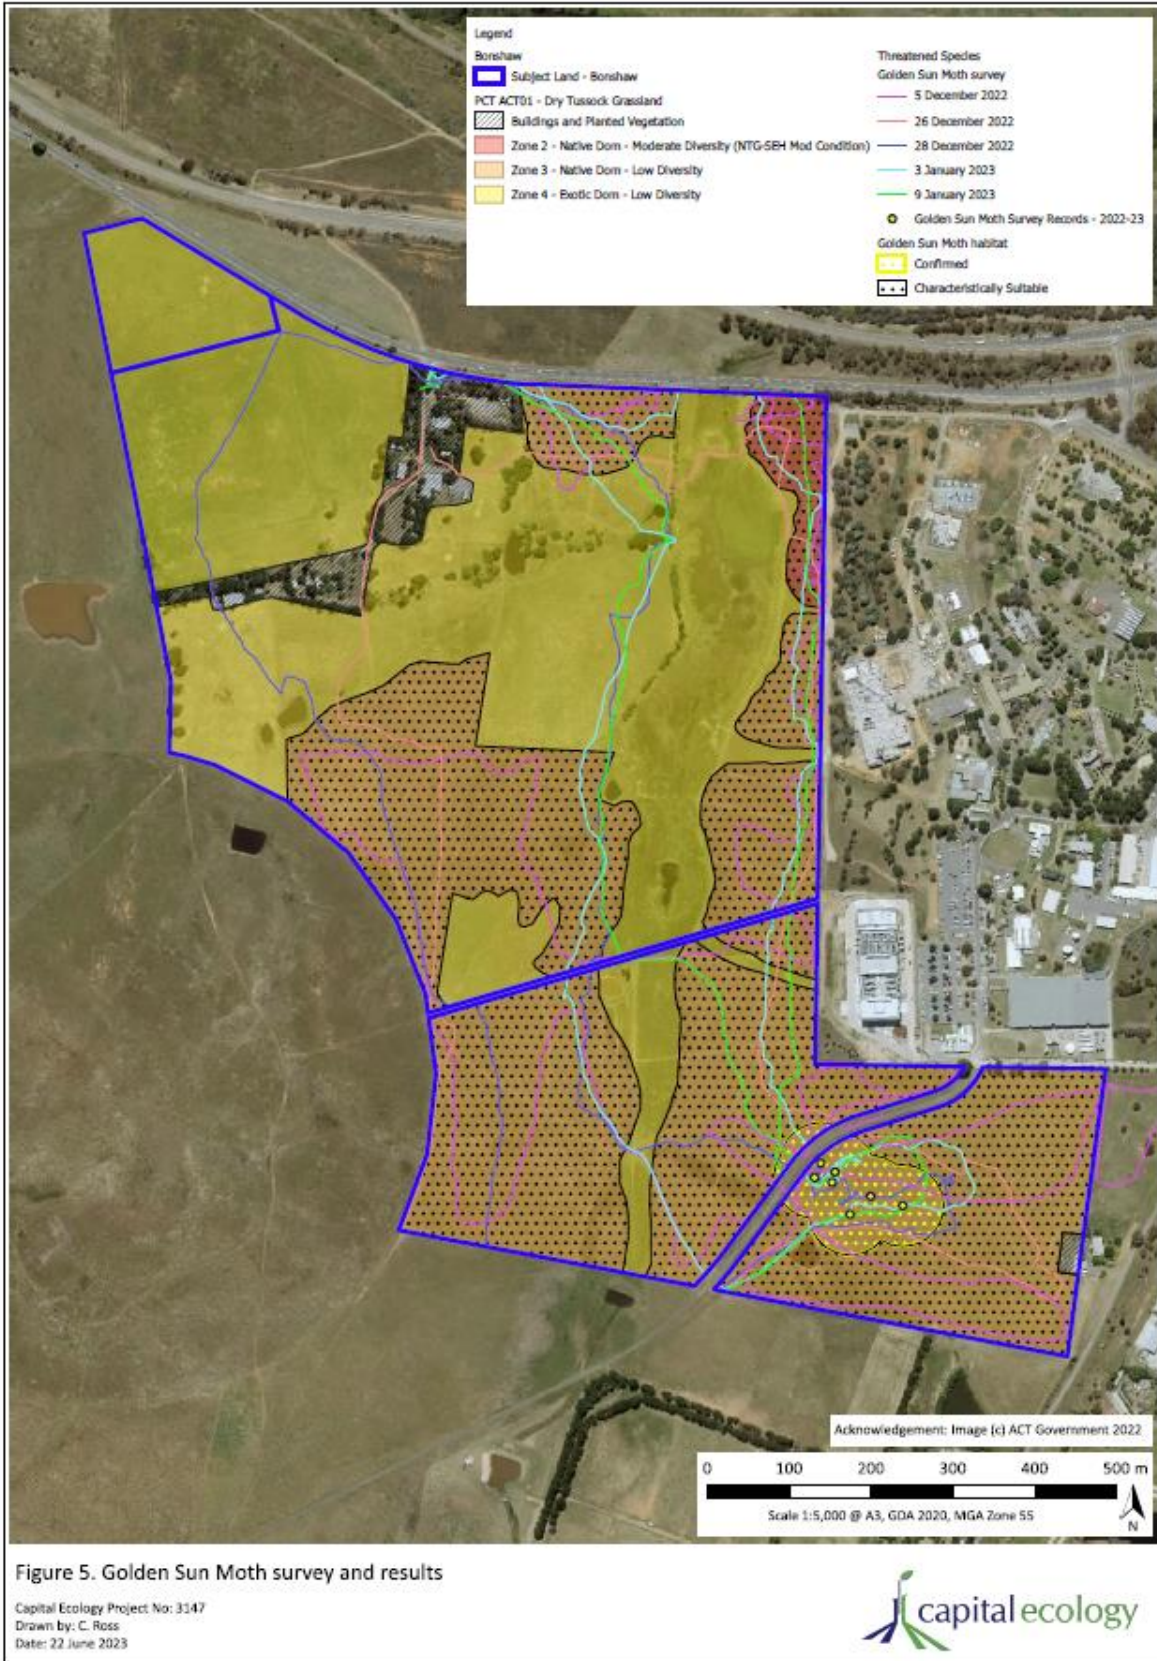 Legend
Bonshaw
Subject Land - Bonshaw
PCT ACT01 - Dry Tussock Grassland
Buildings and Planted Vegetation
Zone 2 - Native Dom - Moderate Diversity (NTG-SEH Mod Condition)
Zone 3 - Native Dom - Low Diversity
Zone 4 - Exotic Dom - Low Diversity
Threatened Species
Golden Sun Moth survey
5 December 2022
26 December 2022
28 December 2022
3 January 2023
9 January 2023
Golden Sun Moth Survey Records - 2022-23
Golden Sun Moth habitat
Confirmed
Characteristically Suitable
Acknowledgement: Image (c) ACT Government 2022
0 100 200 300 400 500 m
Scale 1:5,000 @ A3, GDA 2020, MGA Zone 55
N
Figure 5. Golden Sun Moth survey and results
Capital Ecology Project No: 3147
Drawn by: C. Ross
Date: 22 June 2023
capital ecology